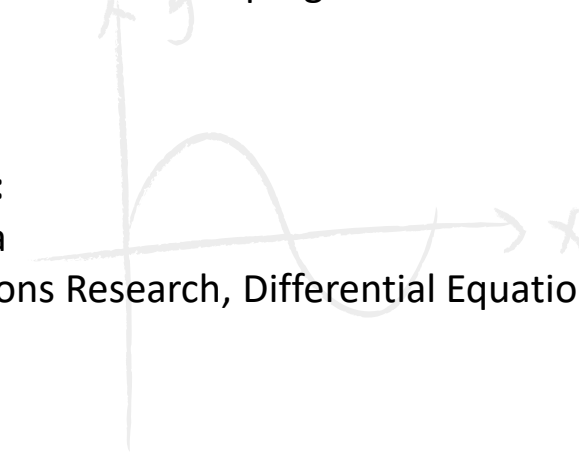 y
:
a
ons Research, Differential Equatio
x